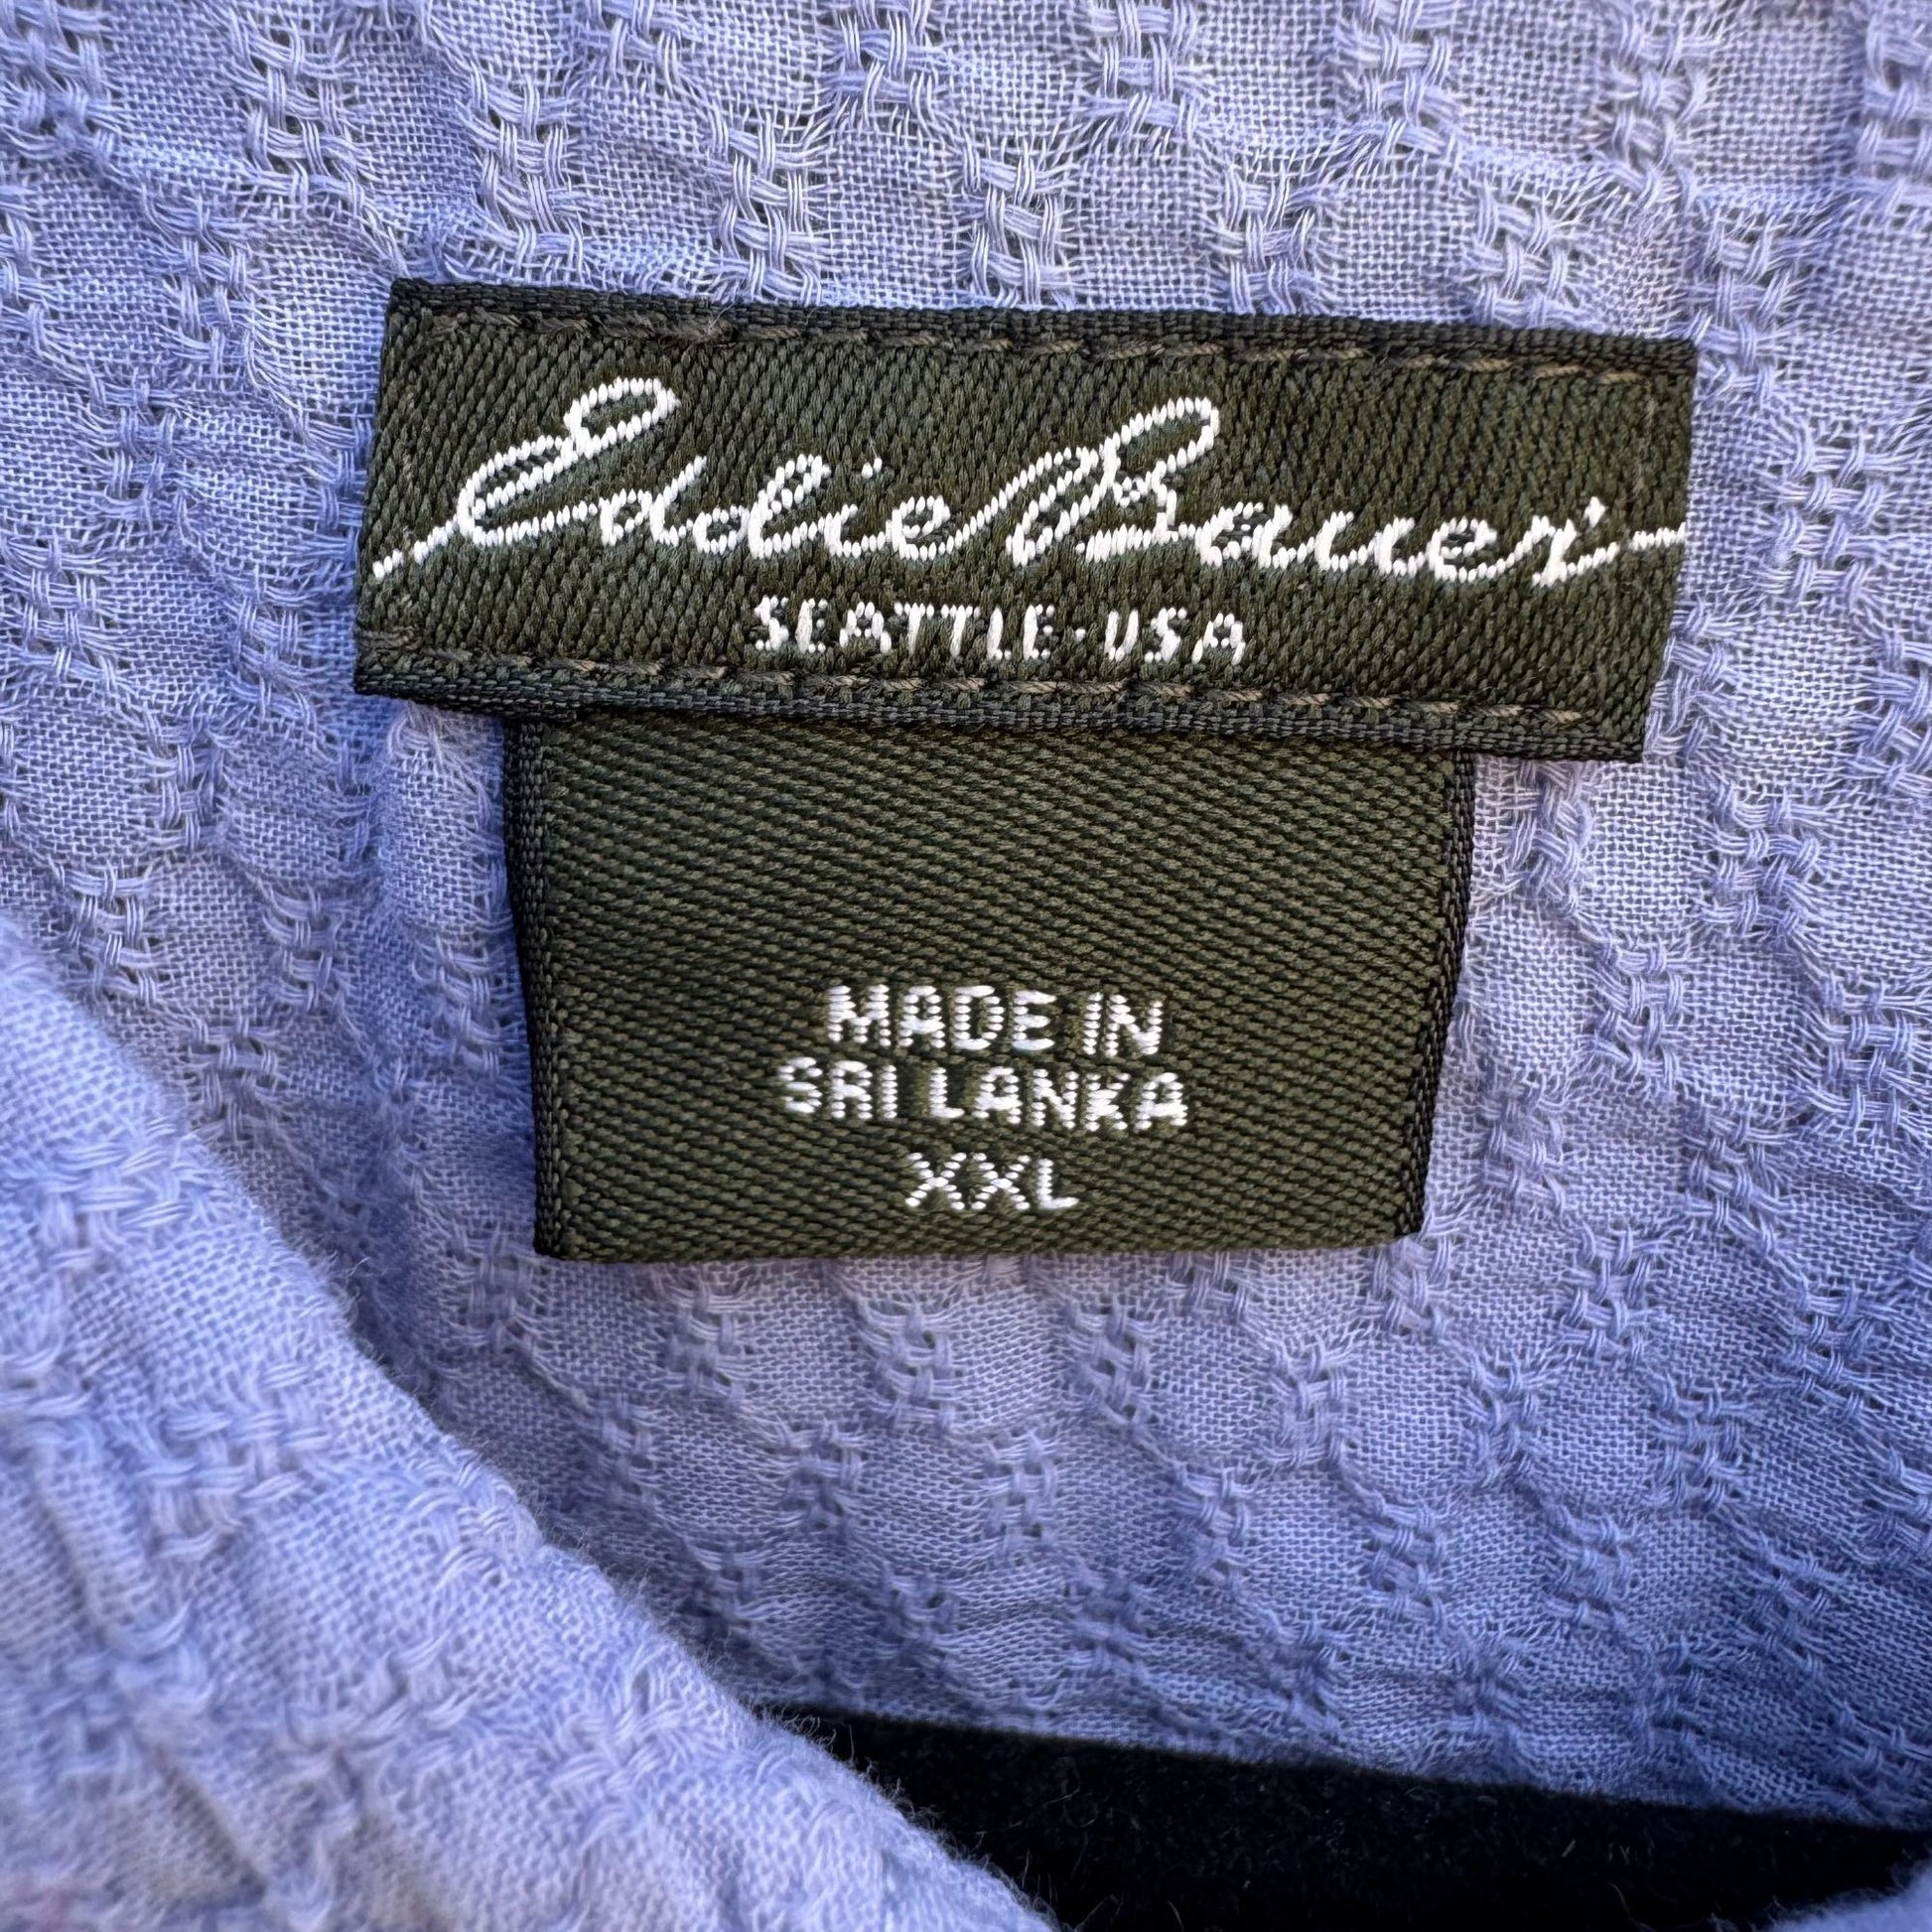 Eddie Bauer
SEATTLE·USA
MADE IN
SRI LANKA
XXL